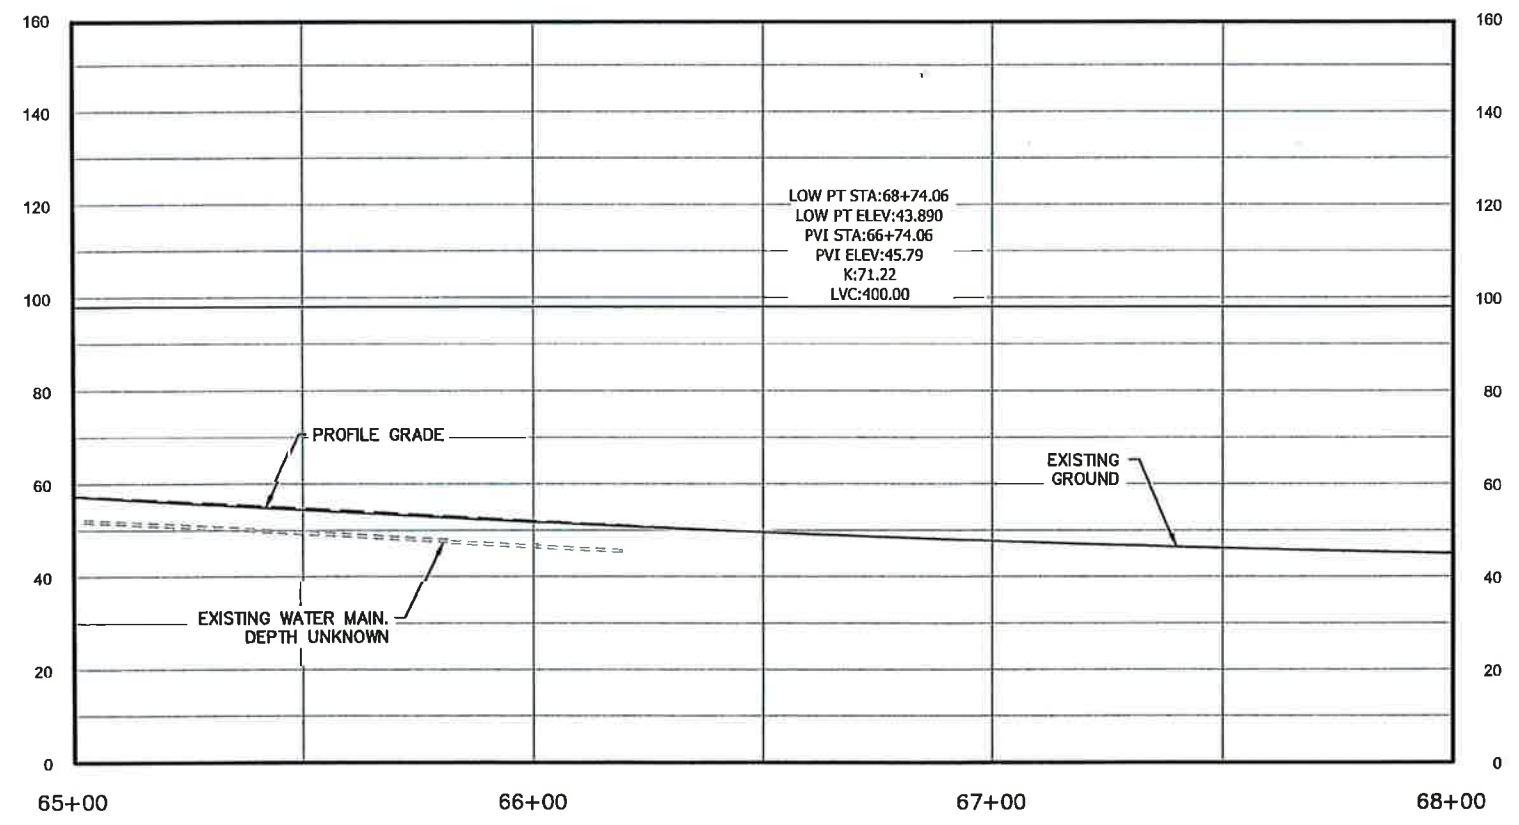 160 160
140 140
120 120
LOW PT STA:68+74.06
LOW PT ELEV:43.890
PVI STA:66+74.06
PVI ELEV:45.79
K:71.22
LVC:400.00
100 100
80 80
PROFILE GRADE
EXISTING
GROUND
60 60
40 40
EXISTING WATER MAIN.
DEPTH UNKNOWN
20 20
0 0
65+00 66+00 67+00 68+00